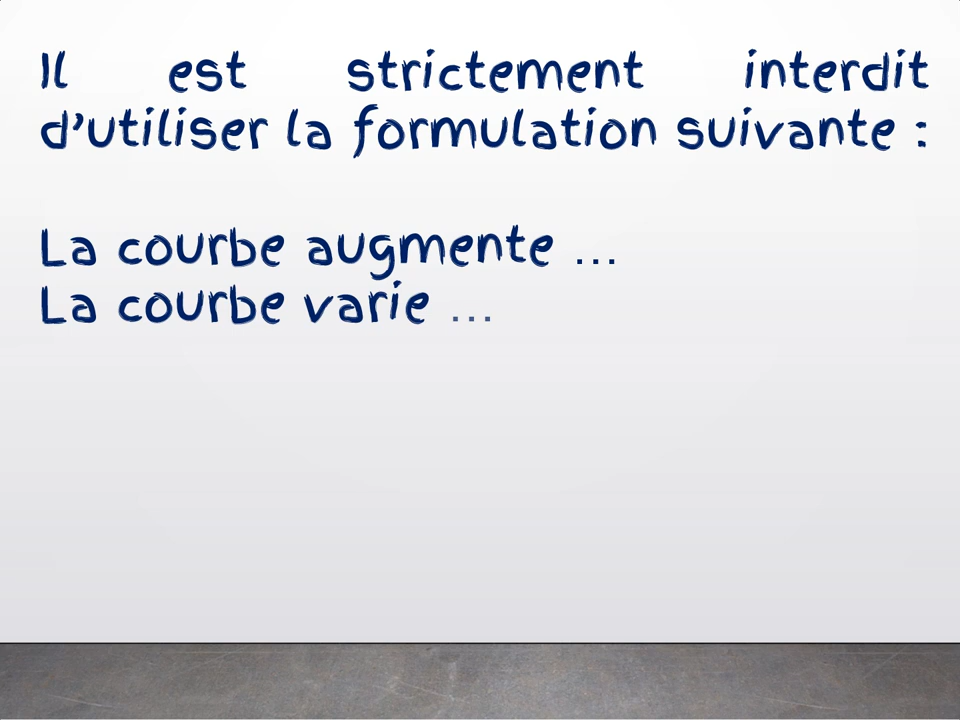 Il est strictement interdit
d'utiliser la formulation suivante :
La courbe augmente …
La courbe varie …